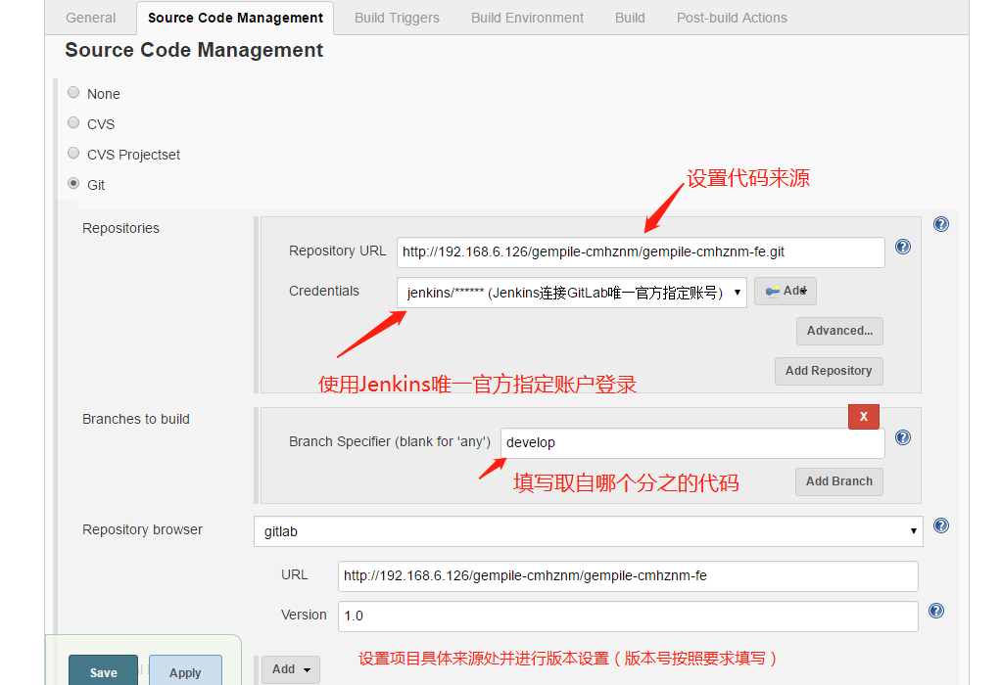 General Source Code Management Build Triggers Build Environment Build Post-build Actions
Source Code Management
None
CVS
CVS Projectset
Git
设置代码来源
Repositories
Repository URL http://192.168.6.126/gempile-cmhznm/gempile-cmhznm-fe.git
Credentials jenkins/****** (Jenkins连接GitLab唯一官方指定账号) Add
Advanced...
Add Repository
使用Jenkins唯一官方指定账户登录
Branches to build
X
Branch Specifier (blank for 'any') develop
填写取自哪个分之的代码
Add Branch
Repository browser gitlab
URL http://192.168.6.126/gempile-cmhznm/gempile-cmhznm-fe
Version 1.0
设置项目具体来源处并进行版本设置（版本号按照要求填写）
Save Apply Add